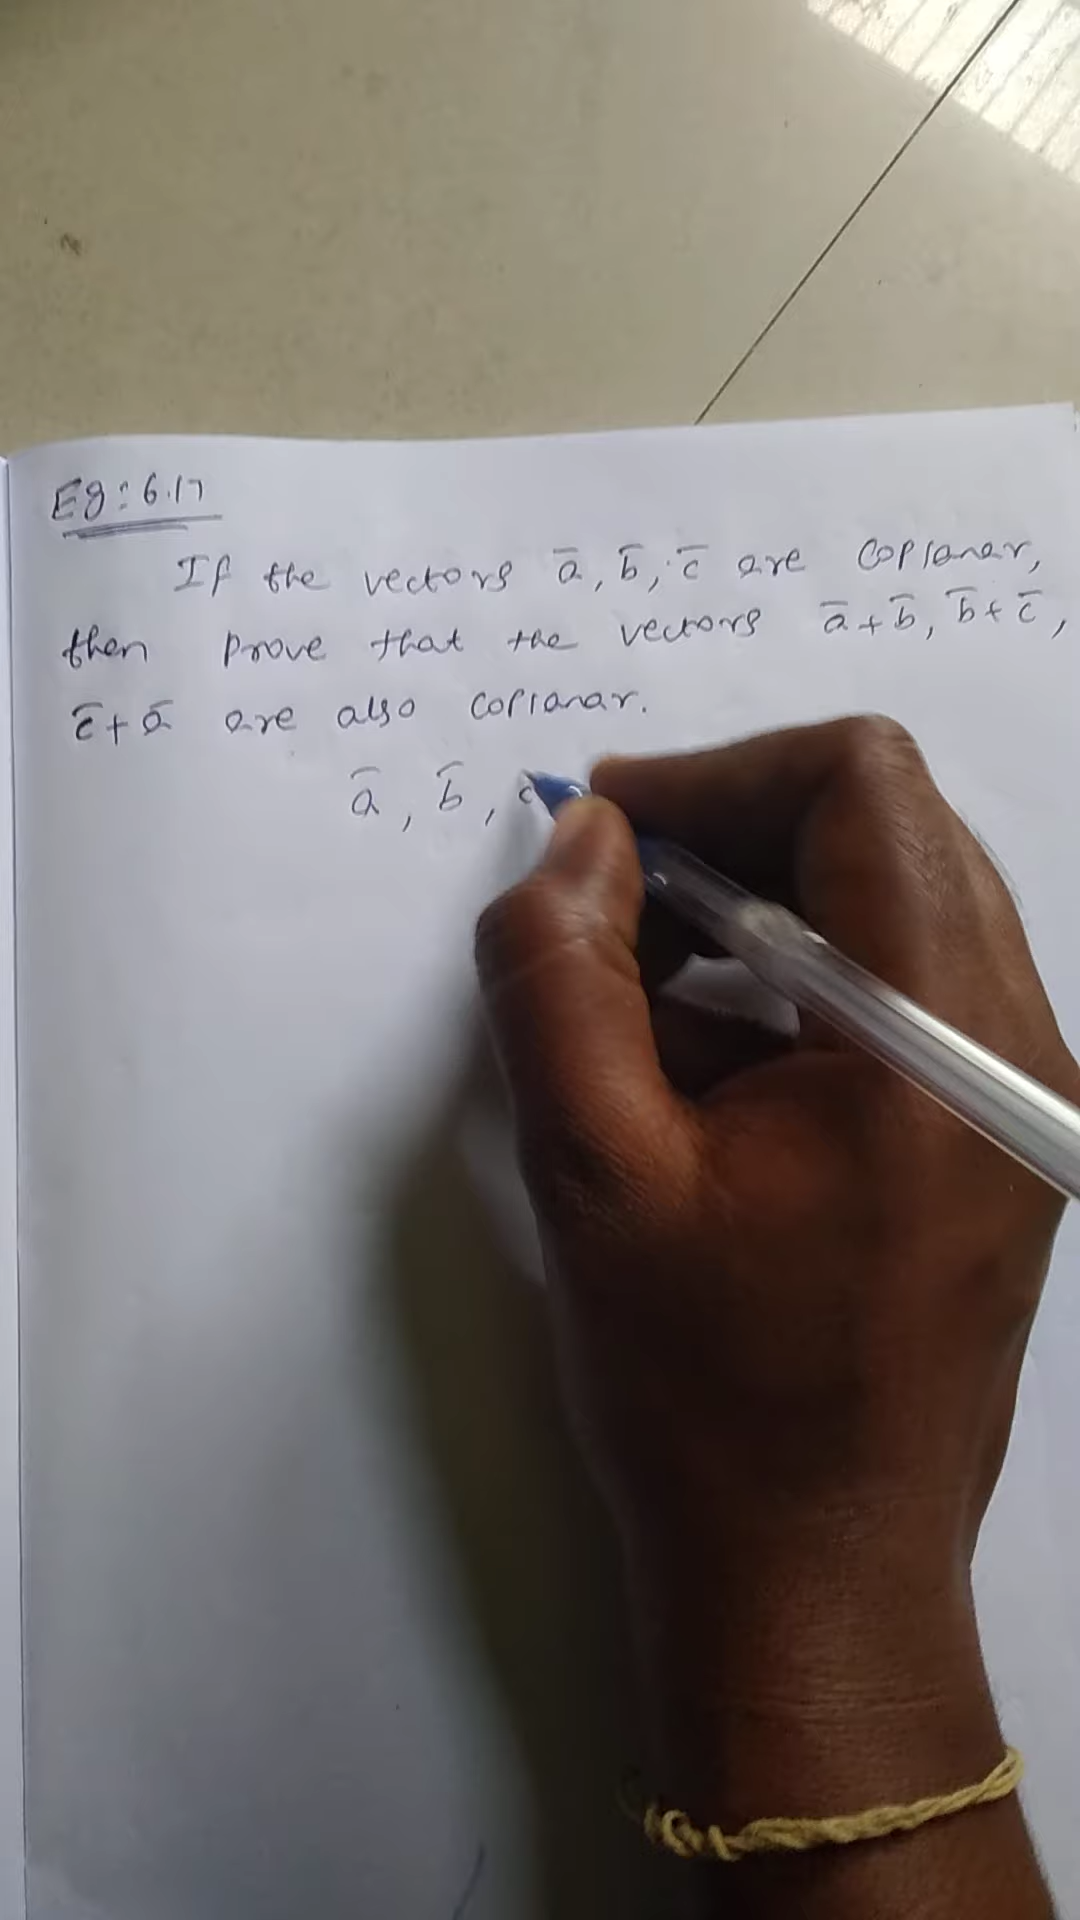 Eg: 6.17
If the vectors a̅, b̅, c̅ are coplanar,
then prove that the vectors a̅+b̅, b̅+c̅,
c̅+a̅ are also coplanar.
a̅, b̅, c